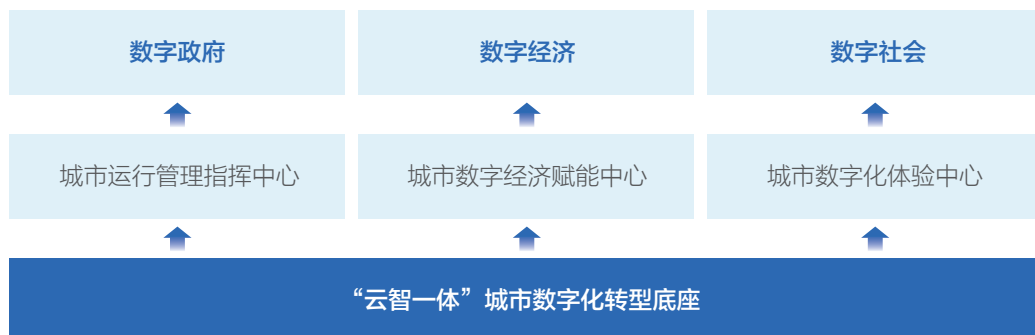 数字政府
数字经济
数字社会
城市运行管理指挥中心
城市数字经济赋能中心
城市数字化体验中心
“云智一体”城市数字化转型底座